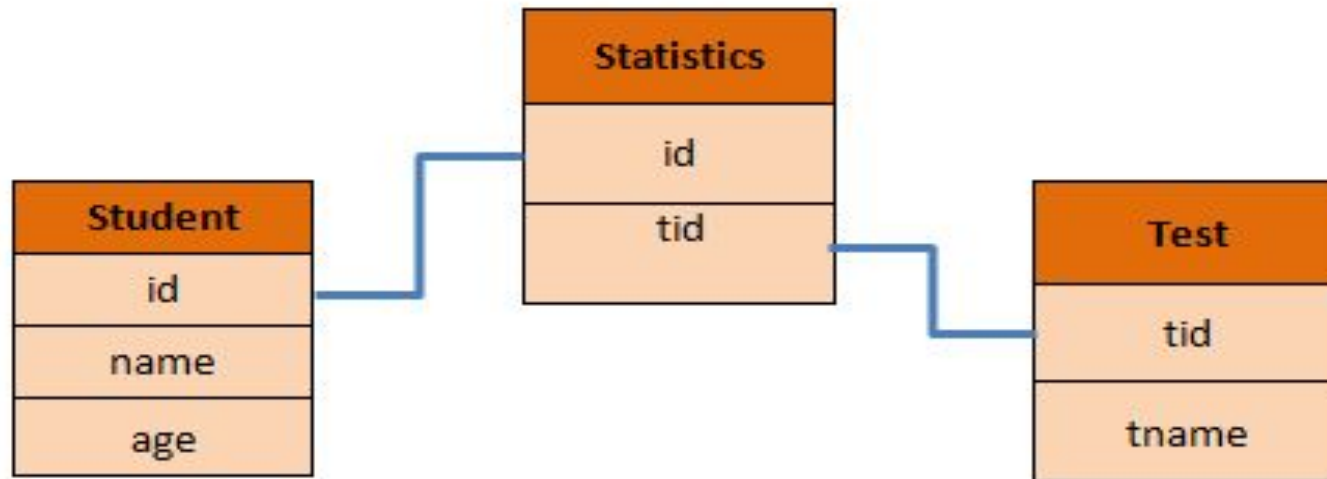 Student
id
name
age
Statistics
id
tid
Test
tid
tname